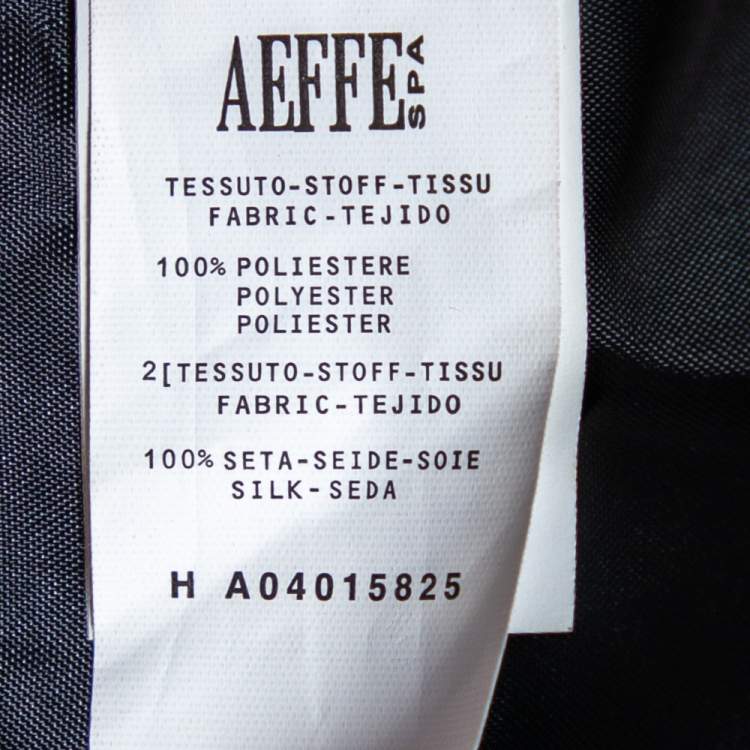 AEFFE SPA
TESSUTO-STOFF-TISSU
FABRIC-TEJIDO
100% POLIESTERE
POLYESTER
POLIESTER
2[TESSUTO-STOFF-TISSU
FABRIC-TEJIDO
100% SETA-SEIDE-SOIE
SILK-SEDA
H A04015825